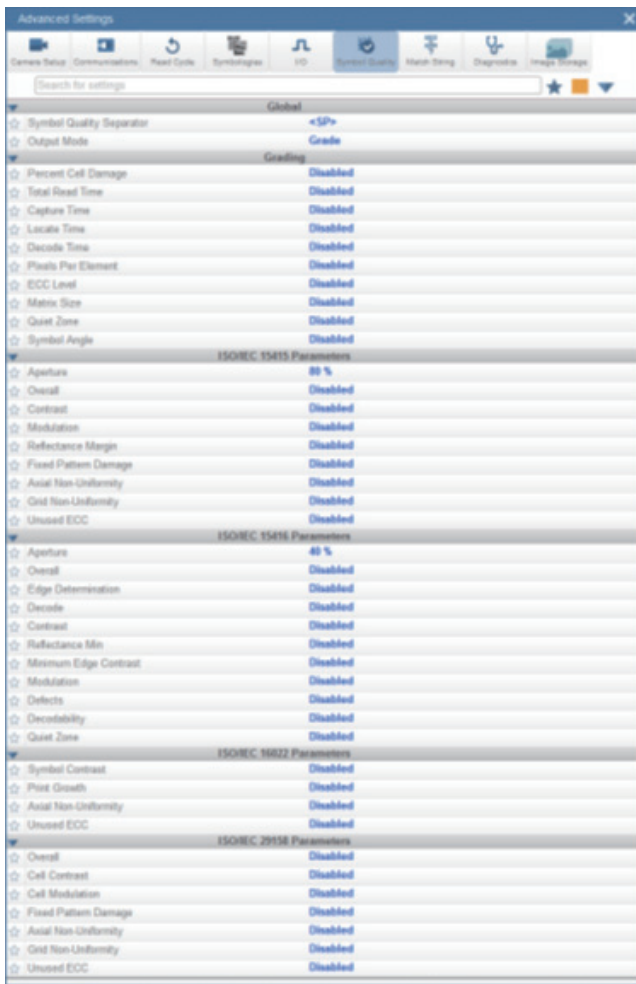 Advanced Settings
Camera Setup Communications Read Cycle Symbologies I/O Symbol Quality Match String Diagnostics Image Storage
Search for settings
Global
Symbol Quality Separator <SP>
Output Mode Grade
Grading
Percent Cell Damage Disabled
Total Read Time Disabled
Capture Time Disabled
Locate Time Disabled
Decode Time Disabled
Pixels Per Element Disabled
ECC Level Disabled
Matrix Size Disabled
Quiet Zone Disabled
Symbol Angle Disabled
ISO/IEC 15415 Parameters
Aperture 80 %
Overall Disabled
Contrast Disabled
Modulation Disabled
Reflectance Margin Disabled
Fixed Pattern Damage Disabled
Axial Non-Uniformity Disabled
Grid Non-Uniformity Disabled
Unused ECC Disabled
ISO/IEC 15416 Parameters
Aperture 40 %
Overall Disabled
Edge Determination Disabled
Decode Disabled
Contrast Disabled
Reflectance Min Disabled
Minimum Edge Contrast Disabled
Modulation Disabled
Defects Disabled
Decodability Disabled
Quiet Zone Disabled
ISO/IEC 16022 Parameters
Symbol Contrast Disabled
Print Growth Disabled
Axial Non-Uniformity Disabled
Unused ECC Disabled
ISO/IEC 29158 Parameters
Overall Disabled
Cell Contrast Disabled
Cell Modulation Disabled
Fixed Pattern Damage Disabled
Axial Non-Uniformity Disabled
Grid Non-Uniformity Disabled
Unused ECC Disabled